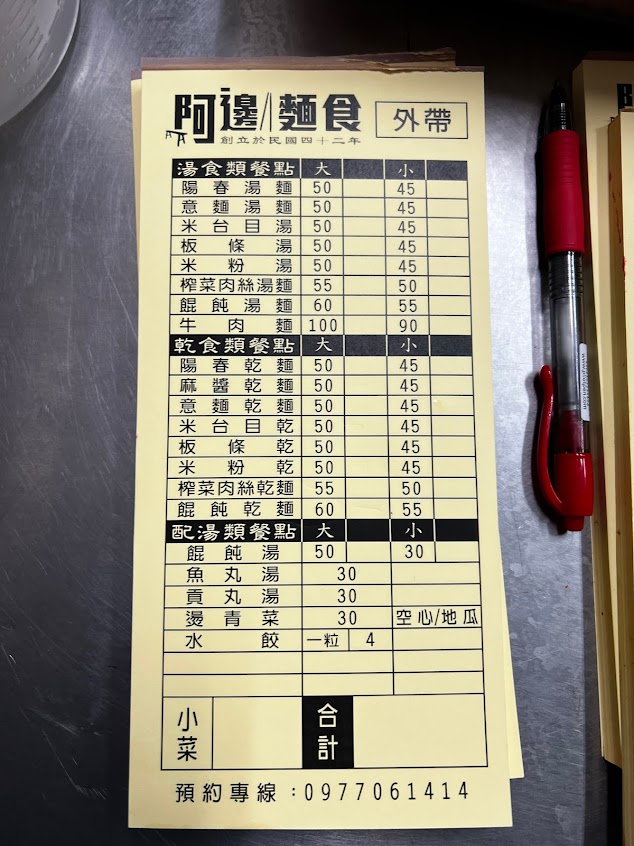 阿邊麵食
外帶
創立於民國四十二年
湯食類餐點 大 小
陽春湯麵 50 45
意麵湯麵 50 45
米台目湯 50 45
板條湯 50 45
米粉湯 50 45
榨菜肉絲湯麵 55 50
餛飩湯麵 60 55
牛肉麵 100 90
乾食類餐點 大 小
陽春乾麵 50 45
麻醬乾麵 50 45
意麵乾麵 50 45
米台目乾 50 45
板條乾 50 45
米粉乾 50 45
榨菜肉絲乾麵 55 50
餛飩乾麵 60 55
配湯類餐點 大 小
餛飩湯 50 30
魚丸湯 30
貢丸湯 30
燙青菜 30 空心/地瓜
水餃 一粒 4
小菜 合計
預約專線:0977061414